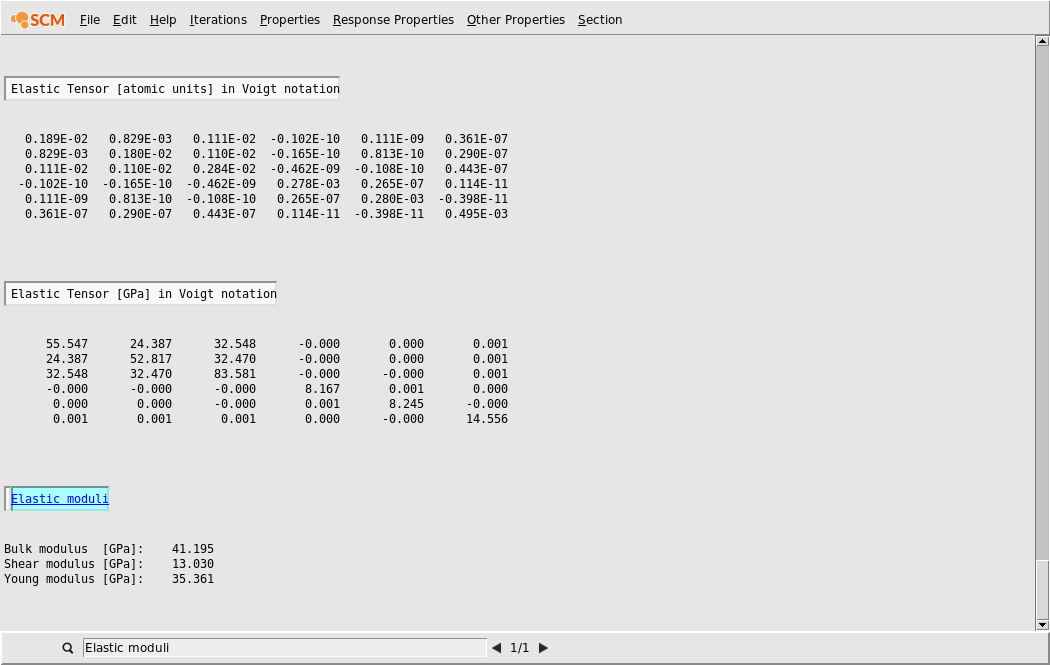 SCM File Edit Help Iterations Properties Response Properties Other Properties Section
Elastic Tensor [atomic units] in Voigt notation
0.189E-02 0.829E-03 0.111E-02 -0.102E-10 0.111E-09 0.361E-07
0.829E-03 0.180E-02 0.110E-02 -0.165E-10 0.813E-10 0.290E-07
0.111E-02 0.110E-02 0.284E-02 -0.462E-09 -0.108E-10 0.443E-07
-0.102E-10 -0.165E-10 -0.462E-09 0.278E-03 0.265E-07 0.114E-11
0.111E-09 0.813E-10 -0.108E-10 0.265E-07 0.280E-03 -0.398E-11
0.361E-07 0.290E-07 0.443E-07 0.114E-11 -0.398E-11 0.495E-03
Elastic Tensor [GPa] in Voigt notation
55.547 24.387 32.548 -0.000 0.000 0.001
24.387 52.817 32.470 -0.000 0.000 0.001
32.548 32.470 83.581 -0.000 -0.000 0.001
-0.000 -0.000 -0.000 8.167 0.001 0.000
0.000 0.000 -0.000 0.001 8.245 -0.000
0.001 0.001 0.001 0.000 -0.000 14.556
Elastic moduli
Bulk modulus [GPa]: 41.195
Shear modulus [GPa]: 13.030
Young modulus [GPa]: 35.361
Elastic moduli 1/1